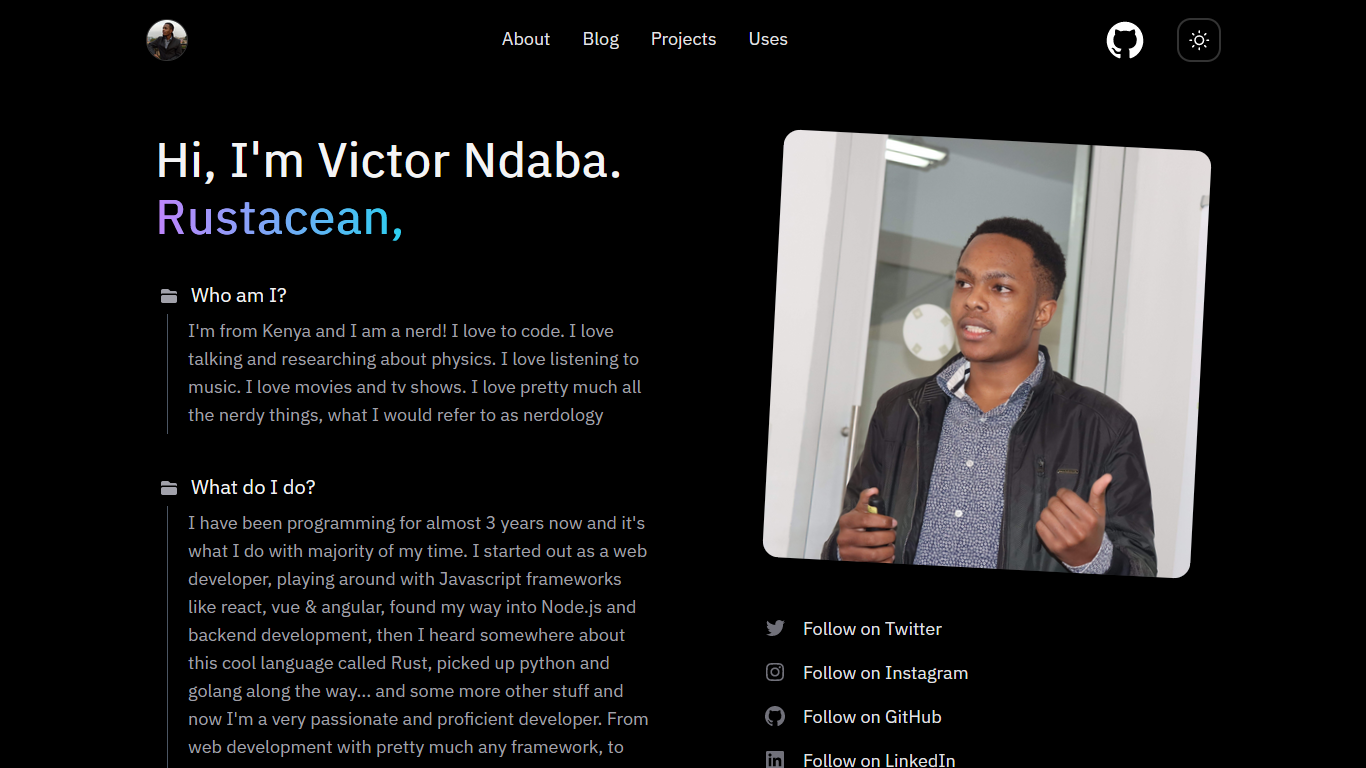 About Blog Projects Uses
Hi, I'm Victor Ndaba.
Rustacean,
Who am I?
I'm from Kenya and I am a nerd! I love to code. I love
talking and researching about physics. I love listening to
music. I love movies and tv shows. I love pretty much all
the nerdy things, what I would refer to as nerdology
What do I do?
I have been programming for almost 3 years now and it's
what I do with majority of my time. I started out as a web
developer, playing around with Javascript frameworks
like react, vue & angular, found my way into Node.js and
backend development, then I heard somewhere about
this cool language called Rust, picked up python and
golang along the way... and some more other stuff and
now I'm a very passionate and proficient developer. From
web development with pretty much any framework, to
Follow on Twitter
Follow on Instagram
Follow on GitHub
Follow on LinkedIn